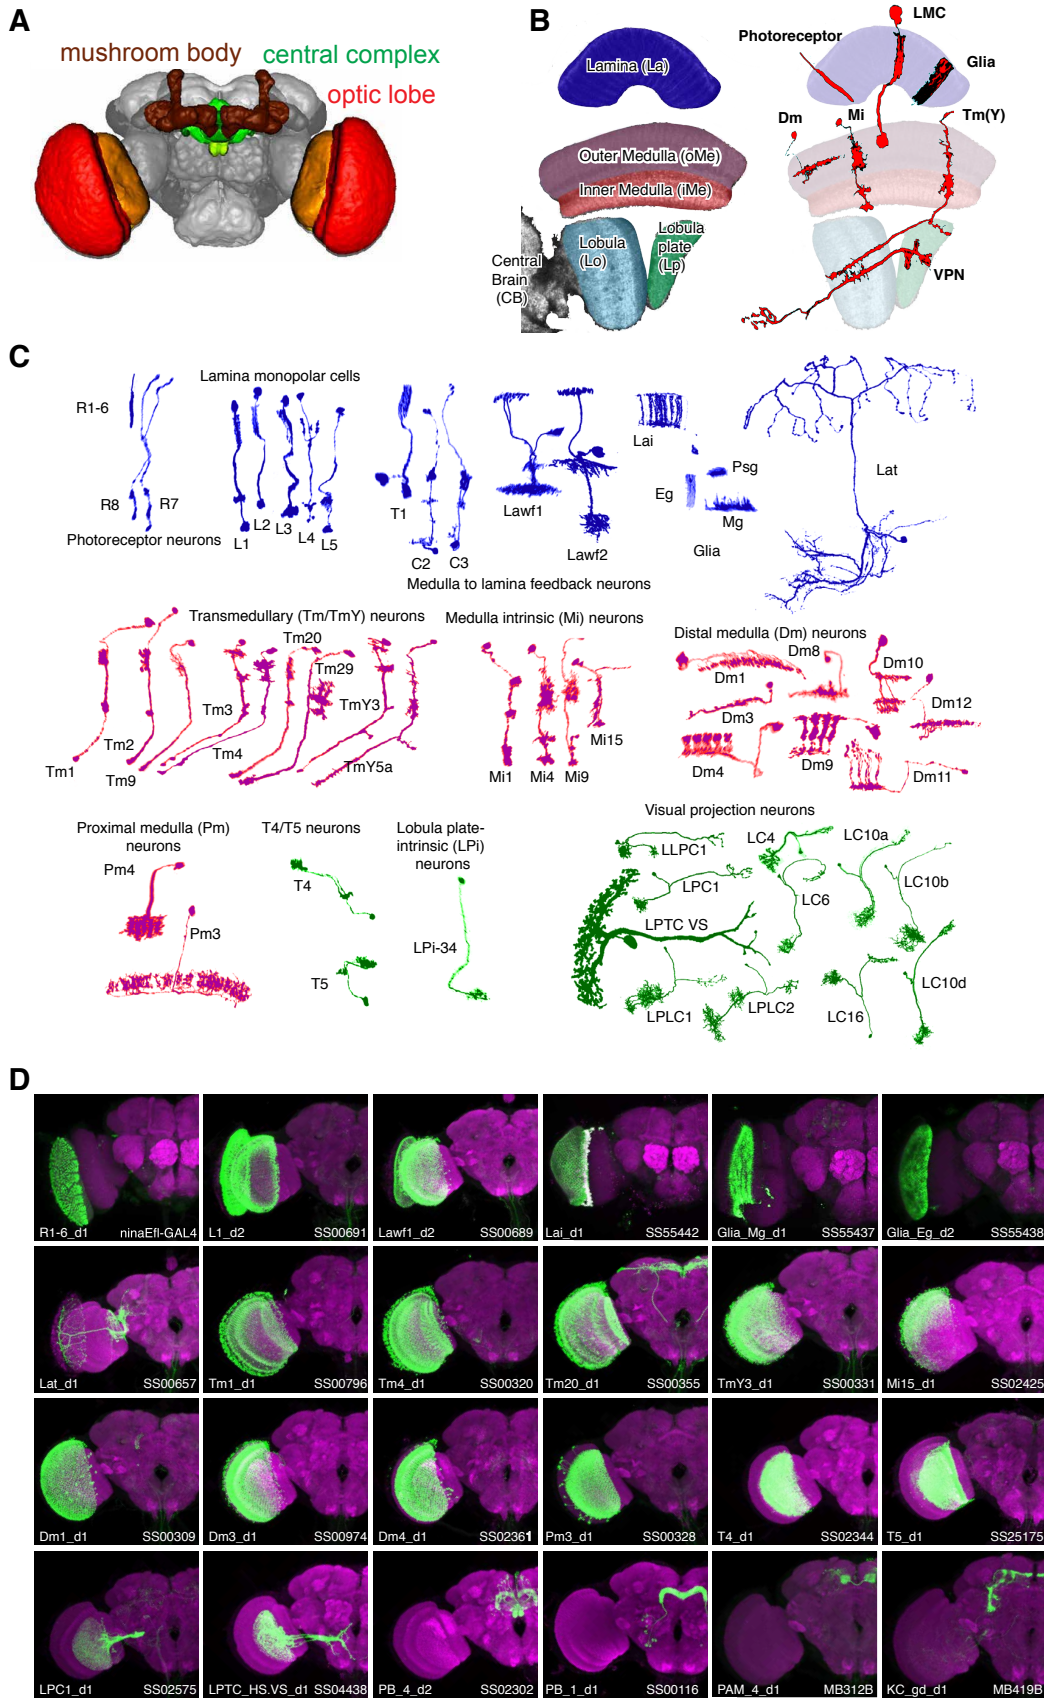 A
mushroom body
central complex
optic lobe
B
LMC
Photoreceptor
Lamina (La)
Glia
Dm
Mi
Tm(Y)
Outer Medulla (oMe)
Inner Medulla (iMe)
Lobula
(Lo)
Lobula
plate
(Lp)
Central
Brain
(CB)
VPN
C
R1-6
Lamina monopolar cells
Lai
Psg
Lat
Eg
Mg
R8
R7
L1
L2
L3
L4
L5
T1
Lawf1
Photoreceptor neurons
C2
C3
Lawf2
Glia
Medulla to lamina feedback neurons
Transmedullary (Tm/TmY) neurons
Medulla intrinsic (Mi) neurons
Distal medulla (Dm) neurons
Tm20
Tm29
Dm8
Dm10
Dm1
TmY3
Tm3
Dm3
Dm12
Tm2
Tm4
Mi15
Tm1
Tm9
TmY5a
Mi1
Mi4
Mi9
Dm4
Dm9
Dm11
Visual projection neurons
Proximal medulla (Pm)
neurons
T4/T5 neurons
Lobula plate-
intrinsic (LPi)
neurons
LLPC1
LC4
LC10a
Pm4
T4
LPC1
LC6
LC10b
Pm3
LPTC VS
LPi-34
T5
LC10d
LPLC1
LPLC2
LC16
D
R1-6_d1 ninaEfl-GAL4
L1_d2 SS00691
Lawf1_d2 SS00689
Lai_d1 SS55442
Glia_Mg_d1 SS55437
Glia_Eg_d2 SS55438
Lat_d1 SS00657
Tm1_d1 SS00796
Tm4_d1 SS00320
Tm20_d1 SS00355
TmY3_d1 SS00331
Mi15_d1 SS02425
Dm1_d1 SS00309
Dm3_d1 SS00974
Dm4_d1 SS02361
Pm3_d1 SS00328
T4_d1 SS02344
T5_d1 SS25175
LPC1_d1 SS02575
LPTC_HS.VS_d1 SS04438
PB_4_d2 SS02302
PB_1_d1 SS00116
PAM_4_d1 MB312B
KC_gd_d1 MB419B